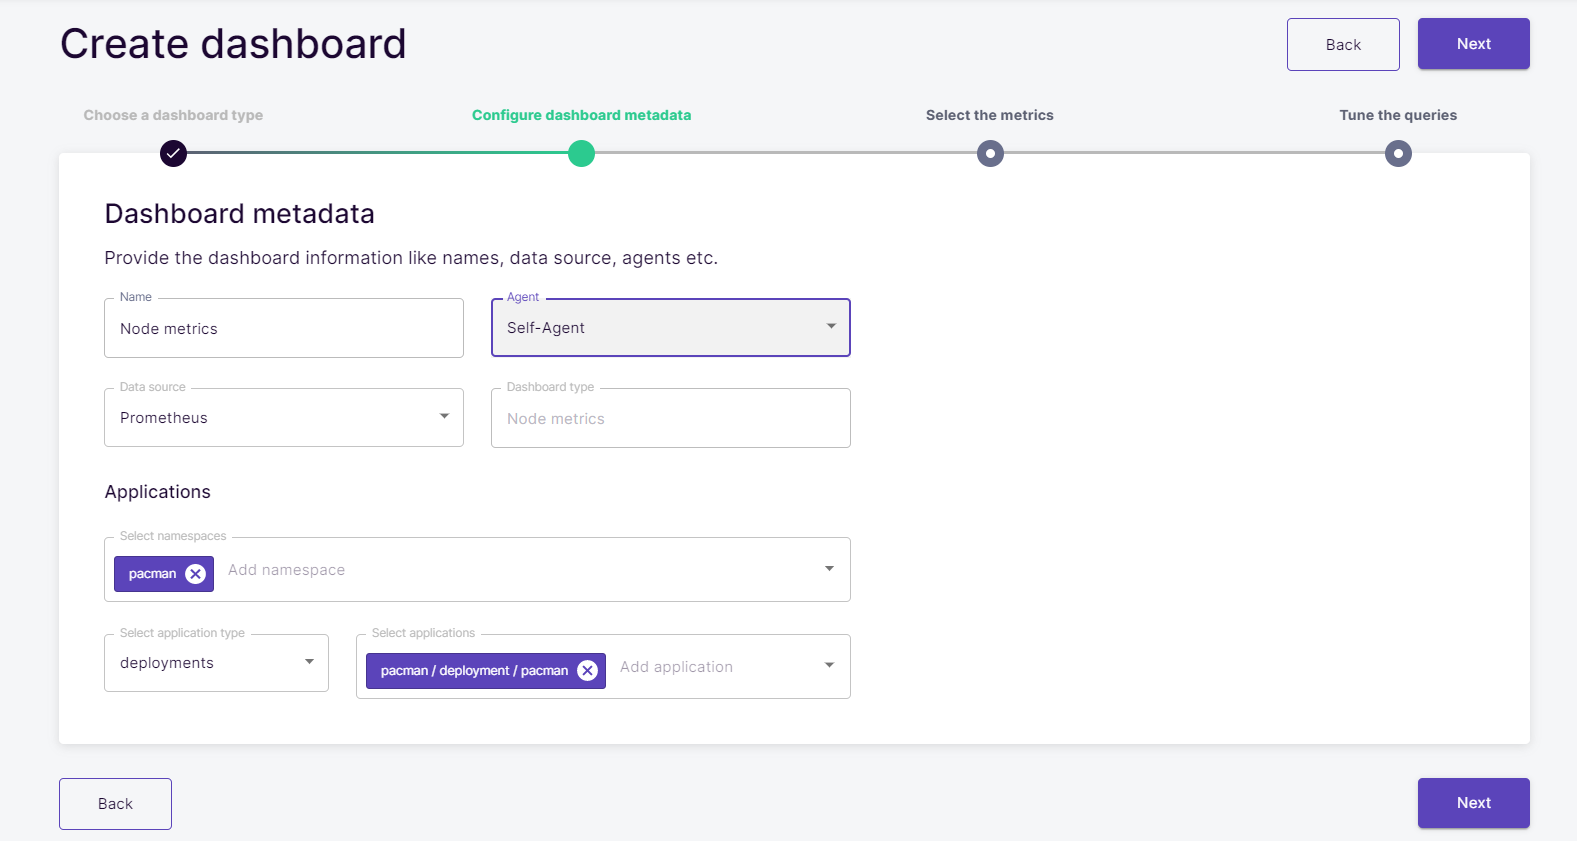 Create dashboard
Back
Next
Choose a dashboard type
Configure dashboard metadata
Select the metrics
Tune the queries
Dashboard metadata
Provide the dashboard information like names, data source, agents etc.
Name
Node metrics
Agent
Self-Agent
Data source
Prometheus
Dashboard type
Node metrics
Applications
Select namespaces
pacman
Add namespace
Select application type
deployments
Select applications
pacman / deployment / pacman
Add application
Back
Next